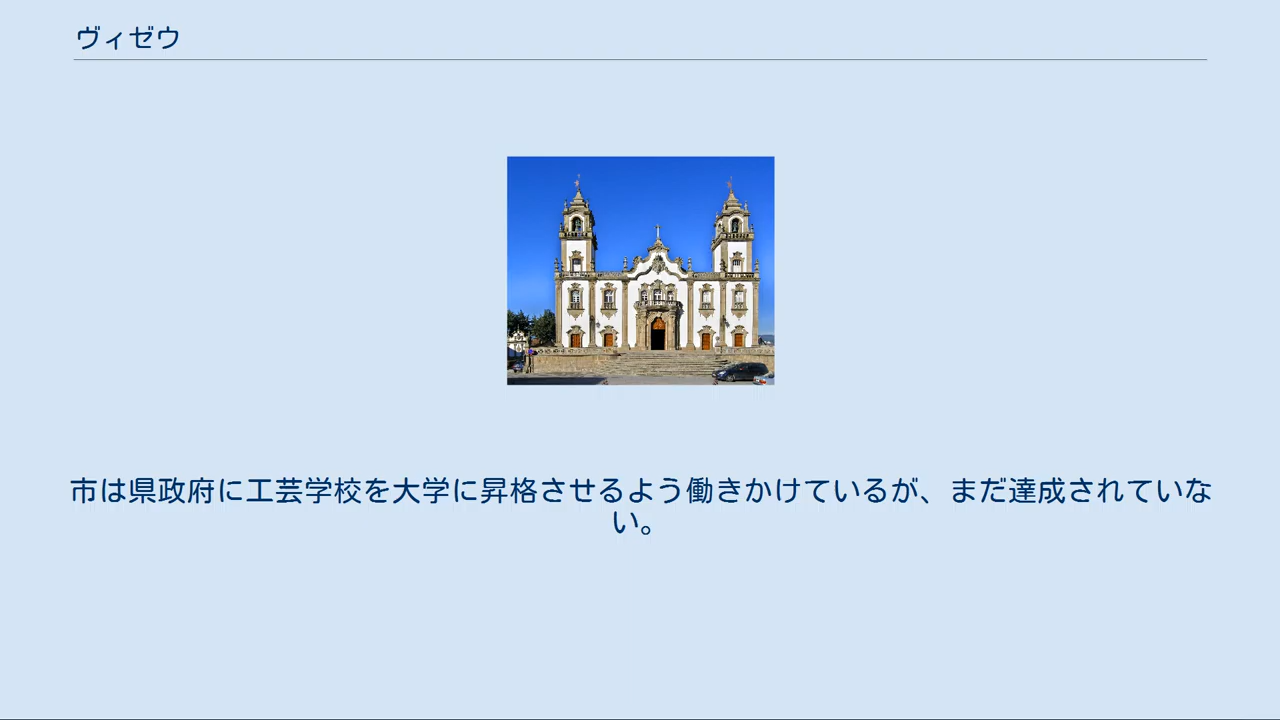 ヴィゼウ
市は県政府に工芸学校を大学に昇格させるよう働きかけているが、まだ達成されていな
い。